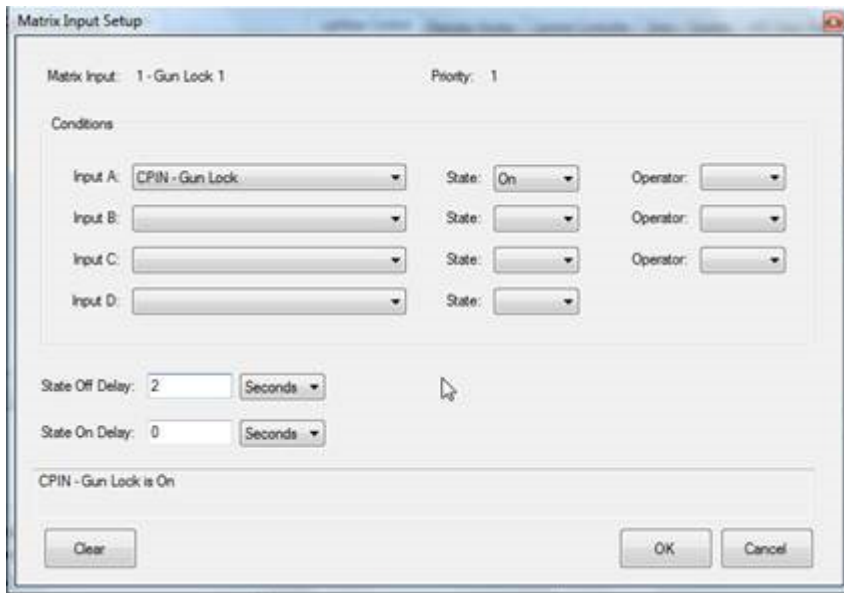 Matrix Input Setup
Matrix Input: 1 - Gun Lock 1 Priority: 1
Conditions
Input A: CPIN - Gun Lock State: On Operator:
Input B: State: Operator:
Input C: State: Operator:
Input D: State:
State Off Delay: 2 Seconds
State On Delay: 0 Seconds
CPIN - Gun Lock is On
Clear OK Cancel